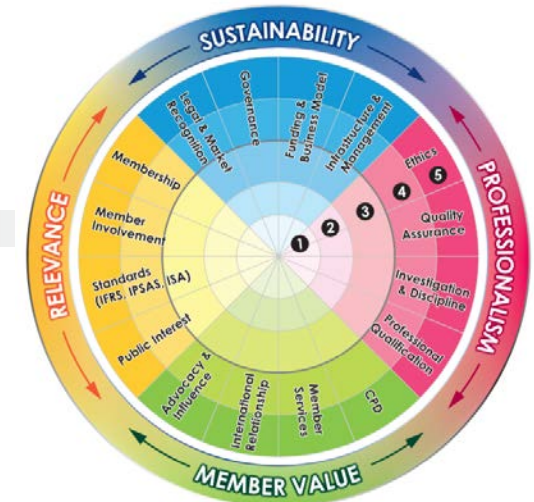 SUSTAINABILITY
PROFESSIONALISM
MEMBER VALUE
RELEVANCE
Legal & Market
Recognition
Governance
Funding &
Business Model
Infrastructure &
Management
Ethics
Quality
Assurance
Investigation
& Discipline
Professional
Qualification
CPD
Member
Services
International
Relationship
Advocacy &
Influence
Public Interest
Standards
(IFRS, IPSAS, ISA)
Member
Involvement
Membership
1
2
3
4
5